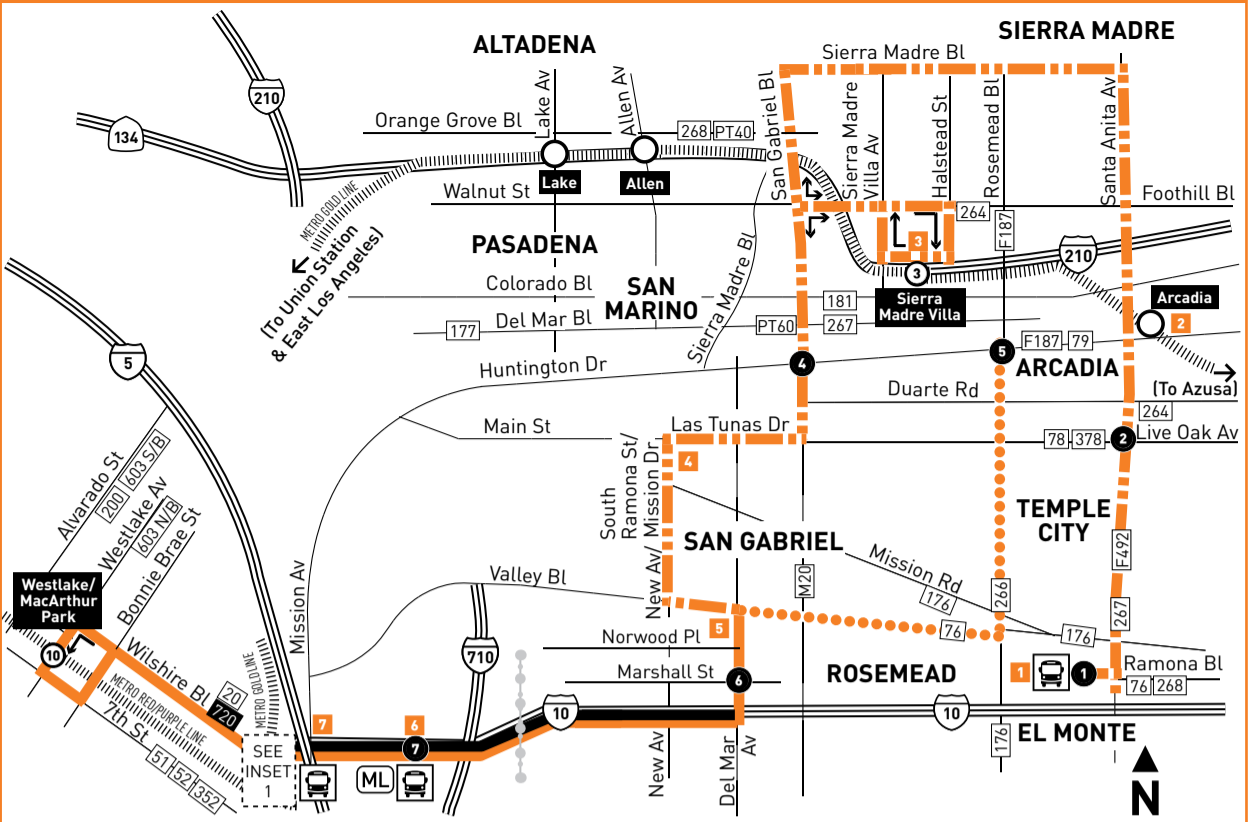 SIERRA MADRE
ALTADENA
Sierra Madre Bl
210
Lake Av
Allen Av
San Gabriel Bl
Sierra Madre
Villa Av
Halstead St
Rosemead Bl
Santa Anita Av
134
Orange Grove Bl
268
PT40
Lake
Allen
Walnut St
Foothill Bl
264
F187
METRO GOLD LINE
(To Union Station
& East Los Angeles)
PASADENA
3
3
210
Sierra Madre Bl
Colorado Bl
SAN
MARINO
181
Sierra
Madre Villa
Arcadia
2
177
Del Mar Bl
PT60
267
F187
79
5
4
5
ARCADIA
Huntington Dr
(To Azusa)
Duarte Rd
264
Main St
Las Tunas Dr
78
378
2
Live Oak Av
4
South
Ramona St/
New Av/ Mission Dr
Alvarado St
200
603 S/B
Westlake Av
603 N/B
Bonnie Brae St
TEMPLE
CITY
SAN GABRIEL
F492
Mission Rd
176
Valley Bl
M20
266
267
Westlake/
MacArthur
Park
Mission Av
5
76
176
Norwood Pl
10
Wilshire Bl
20
720
710
Marshall St
6
ROSEMEAD
1
1
Ramona Bl
76
268
METRO RED/PURPLE LINE
METRO GOLD LINE
7th St
51
52
352
7
6
10
10
SEE
INSET
1
7
ML
New Av
Del Mar
Av
176
EL MONTE
N